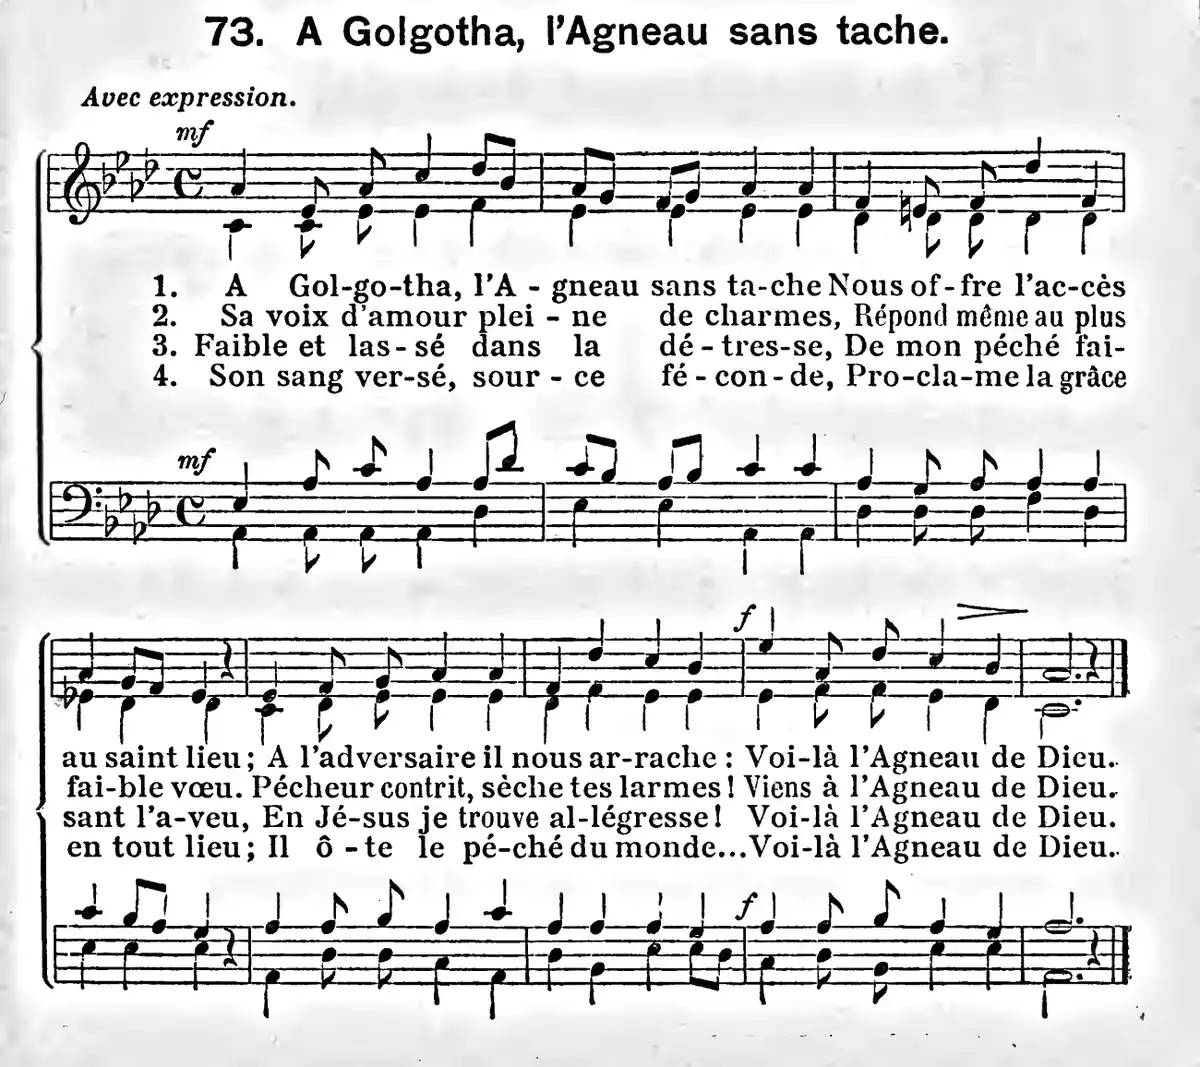 73. A Golgotha, l'Agneau sans tache.
Avec expression.
mf
1. A Gol-go-tha, l'A - gneau sans ta-che Nous of-fre l'ac-cès
2. Sa voix d'amour plei - ne de charmes, Répond même au plus
3. Faible et las-sé dans la dé-tres-se, De mon péché fai-
4. Son sang ver-sé, sour-ce fé-con-de, Pro-cla-me la grâce
mf
f
au saint lieu; A l'adversaire il nous ar-rache: Voi-là l'Agneau de Dieu.
fai-ble vœu. Pécheur contrit, sèche tes larmes! Viens à l'Agneau de Dieu.
sant l'a-veu, En Jé-sus je trouve al-légresse! Voi-là l'Agneau de Dieu.
en tout lieu; Il ô-te le pé-ché du monde...Voi-là l'Agneau de Dieu.
f